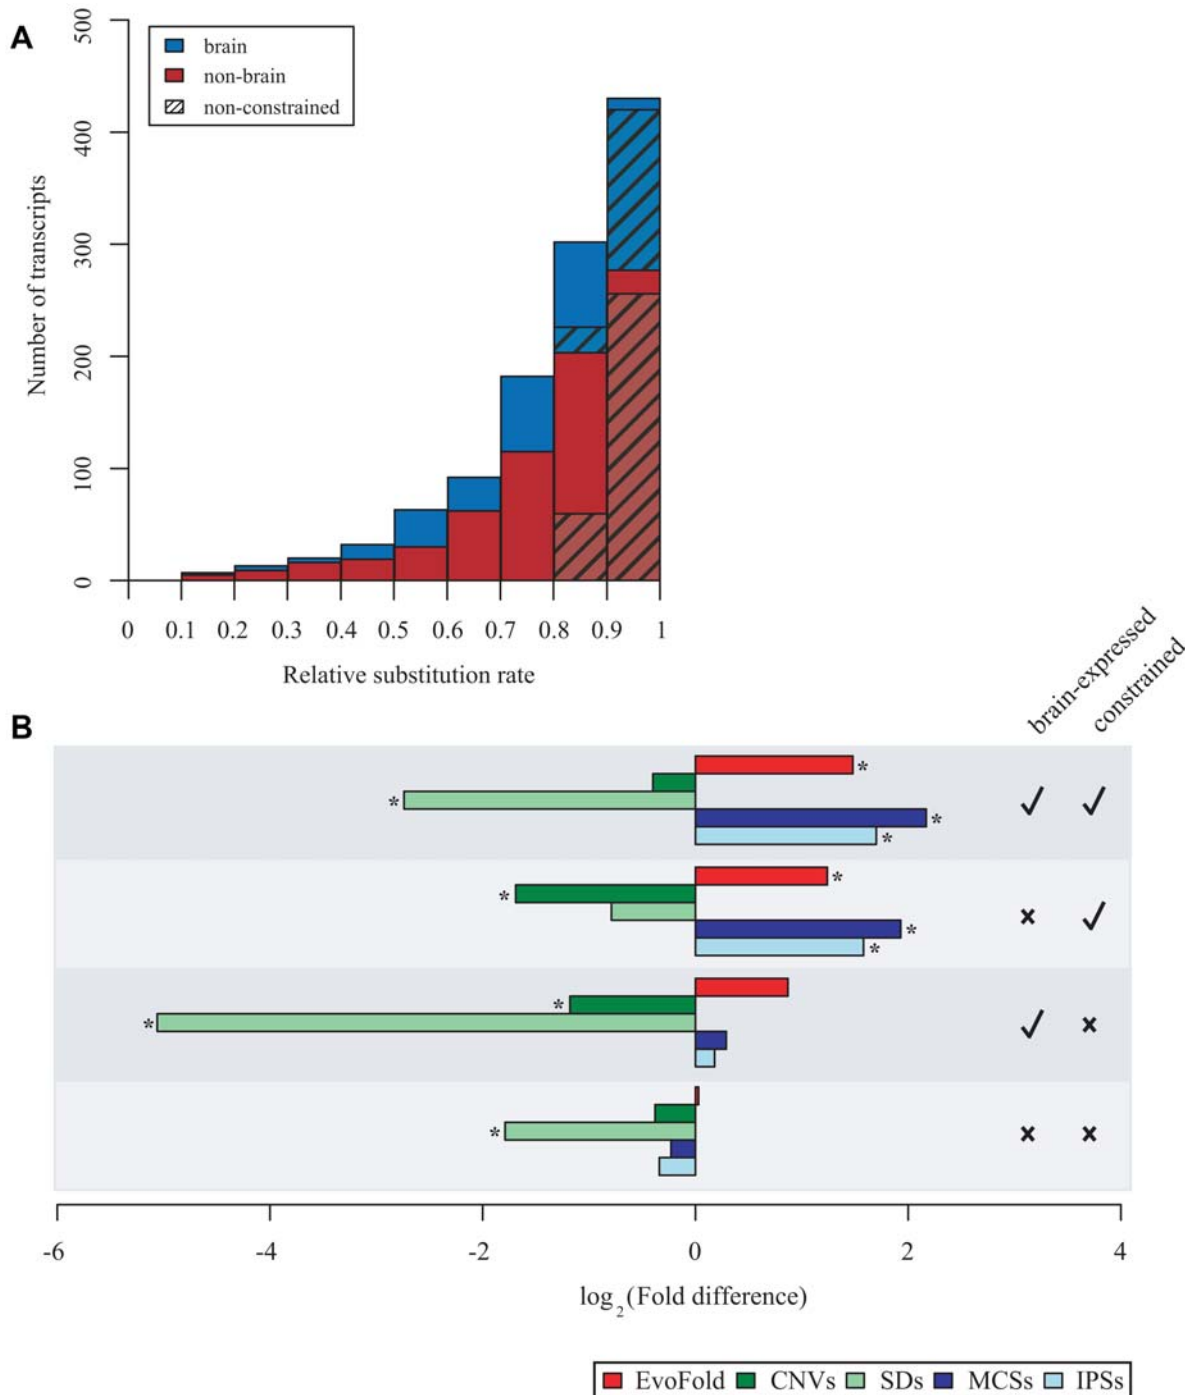 A
brain
non-brain
non-constrained
Number of transcripts
500
400
300
200
100
0
0 0.1 0.2 0.3 0.4 0.5 0.6 0.7 0.8 0.9 1
Relative substitution rate
B
brain-expressed
constrained
*
*
*
*
*
*
*
*
*
*
*
-6 -4 -2 0 2 4
log2(Fold difference)
EvoFold CNVs SDs MCSs IPSs